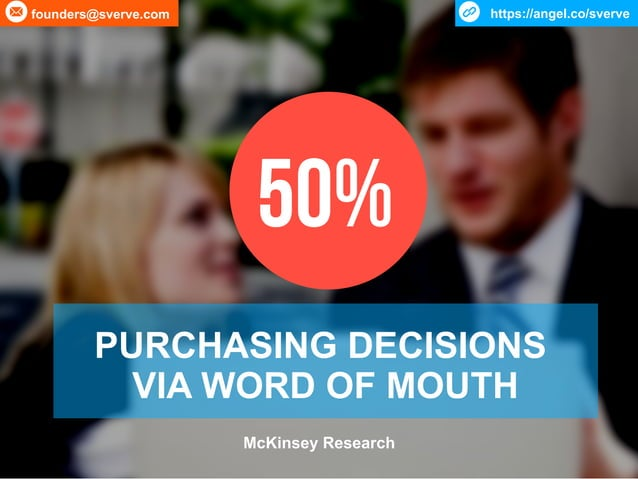 founders@sverve.com
https://angel.co/sverve
50%
PURCHASING DECISIONS
VIA WORD OF MOUTH
McKinsey Research